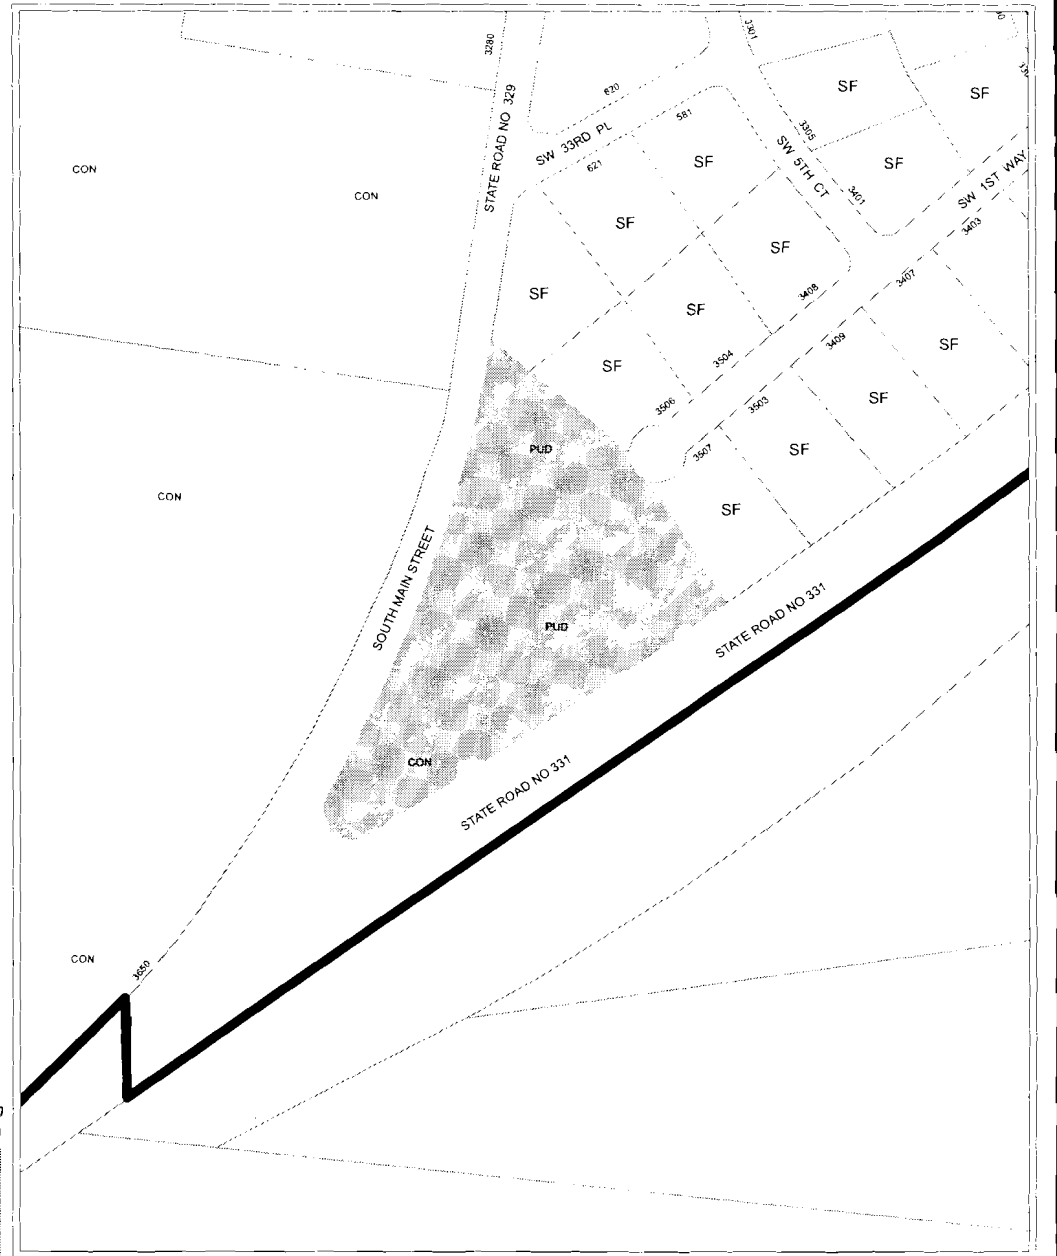 3280
3301
SF
SF
820
STATE ROAD NO 329
581
3305
SW 33RD PL
SW 5TH CT
SF
SF
621
CON
CON
3401
SW 1ST WAY
SF
3403
SF
SF
3407
3408
SF
3409
SF
3504
SF
SF
3506
3503
PUD
3507
SF
CON
SF
SOUTH MAIN STREET
PUD
STATE ROAD NO 331
CON
STATE ROAD NO 331
CON
3650